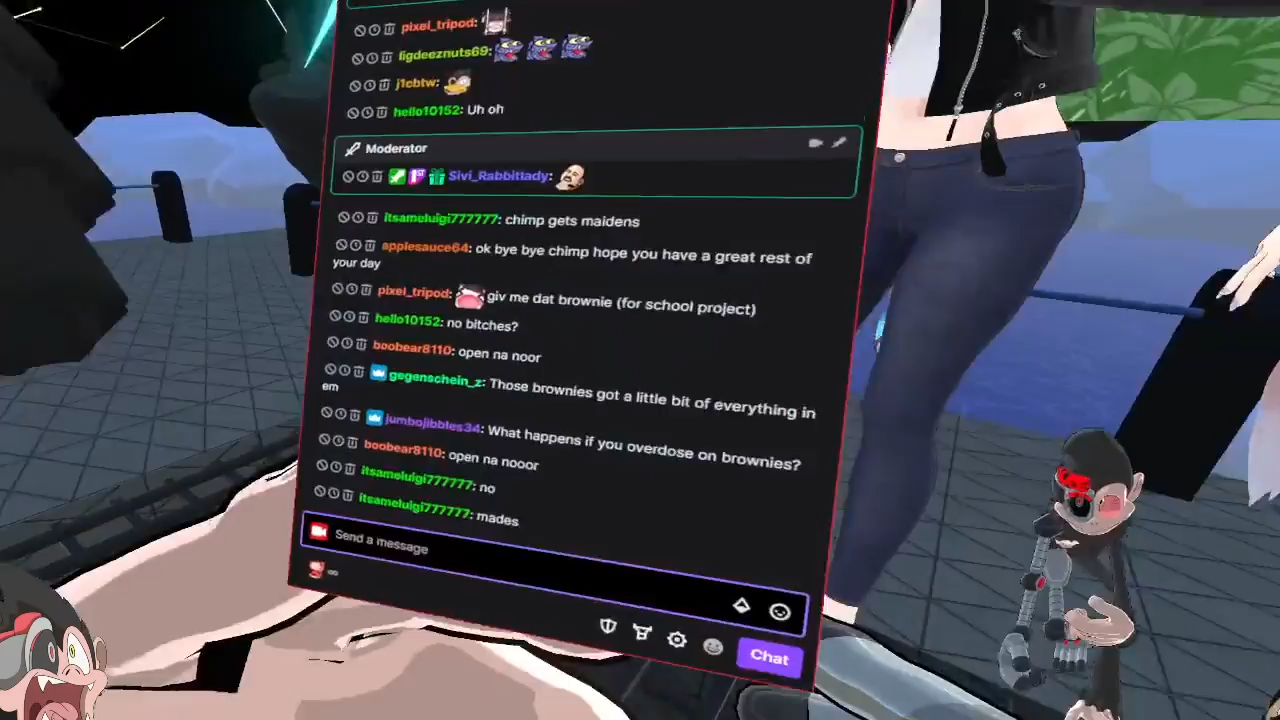 pixel_tripod:
ligdeeznuts69:
j1cbtw:
hello10152: Uh oh
Moderator
Sivi_Rabbitlady:
itsameluigi777777: chimp gets maidens
applesauce64: ok bye bye chimp hope you have a great rest of
your day
pixel_tripod: giv me dat brownie (for school project)
hello10152: no bitches?
boobear8110: open na noor
gegenschein_z: Those brownies got a little bit of everything in
em
jumbojibbles34: What happens if you overdose on brownies?
boobear8110: open na nooor
itsameluigi777777: no
itsameluigi777777: mades
Send a message
Chat